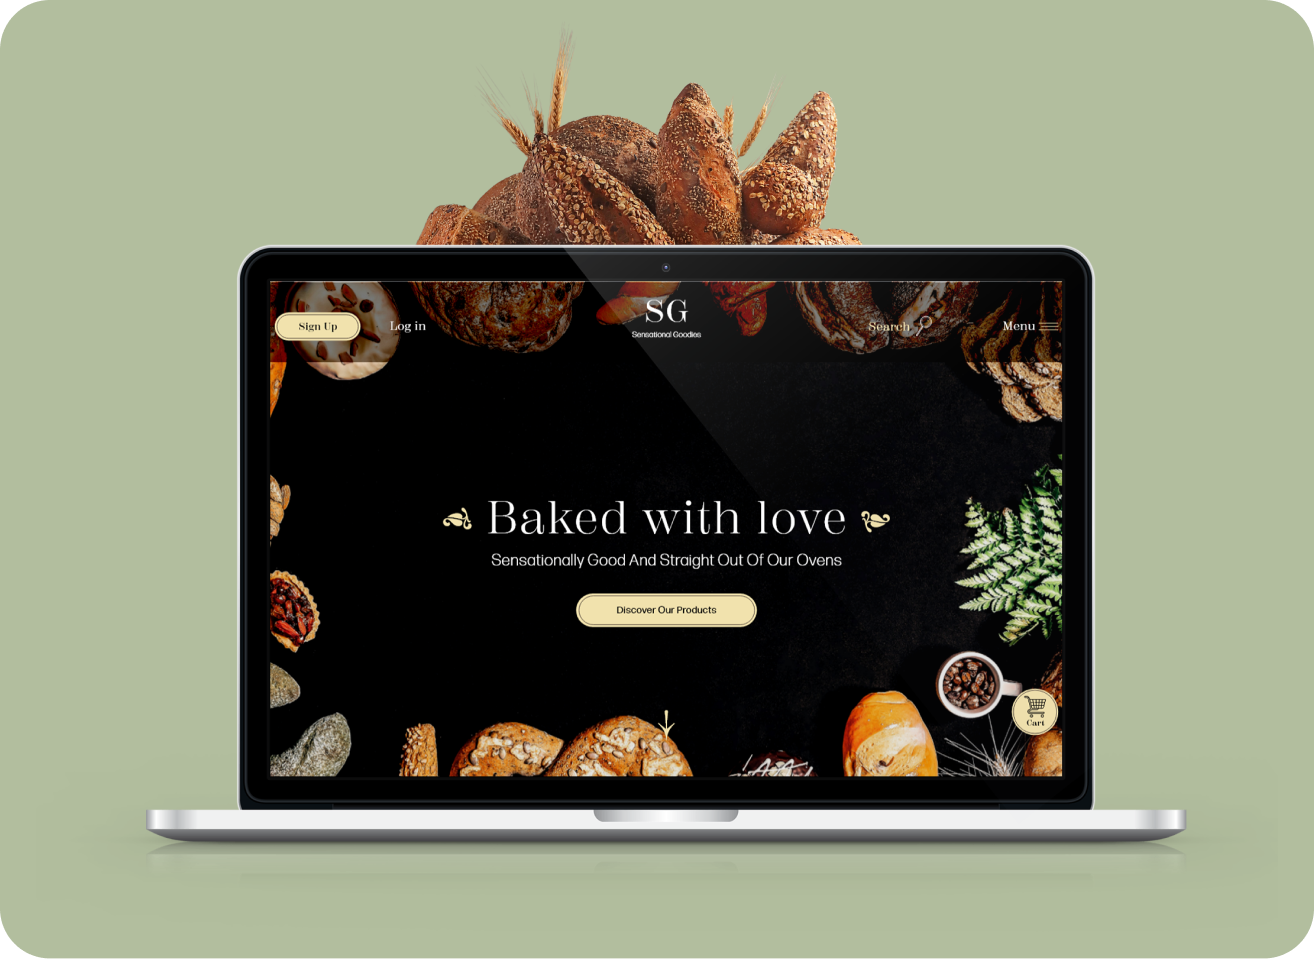 Sign Up
Log in
SG
Sensational Goodies
Search
Menu
Baked with love
Sensationally Good And Straight Out Of Our Ovens
Discover Our Products
Cart